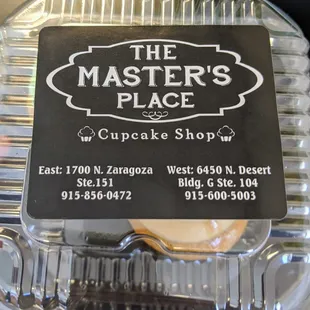 THE
MASTER'S
PLACE
Cupcake Shop
East: 1700 N. Zaragoza West: 6450 N. Desert
Ste.151 Bldg. G Ste. 104
915-856-0472 915-600-5003